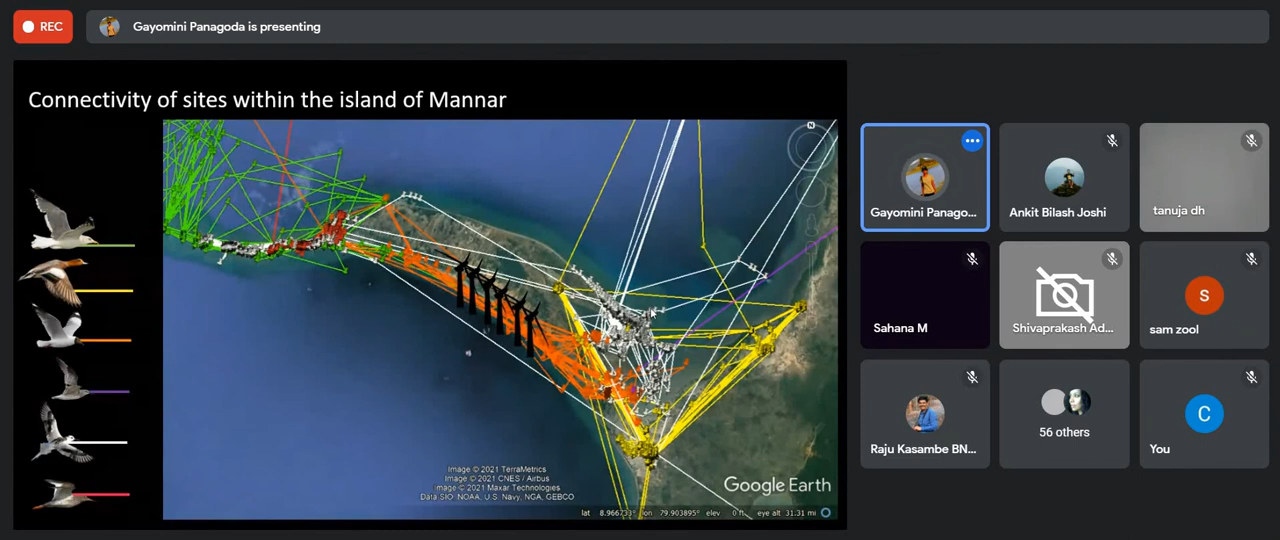 REC
Gayomini Panagoda is presenting
Connectivity of sites within the island of Mannar
N
Image © 2021 TerraMetrics
Image © 2021 CNES / Airbus
Image © 2021 Maxar Technologies
Data SIO, NOAA, U.S. Navy, NGA, GEBCO
Google Earth
lat 8.966733° lon 79.903895° elev 0 ft eye alt 31.31 mi
Gayomini Panago...
Ankit Bilash Joshi
tanuja dh
Sahana M
Shivaprakash Ad...
S
sam zool
Raju Kasambe BN...
56 others
C
You